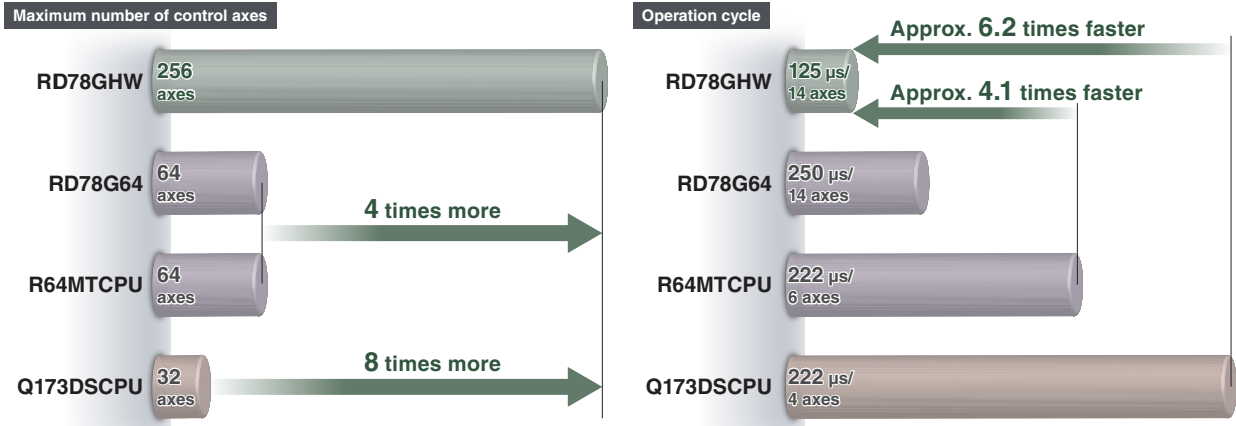 Maximum number of control axes
RD78GHW
256
axes
RD78G64
64
axes
4 times more
R64MTCPU
64
axes
Q173DSCPU
32
axes
8 times more
Operation cycle
RD78GHW
125 µs/
14 axes
Approx. 6.2 times faster
Approx. 4.1 times faster
RD78G64
250 µs/
14 axes
R64MTCPU
222 µs/
6 axes
Q173DSCPU
222 µs/
4 axes